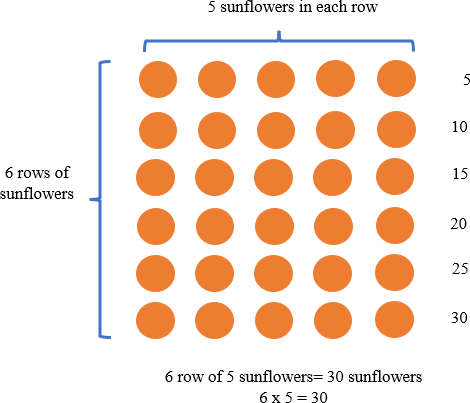 5 sunflowers in each row
5
10
6 rows of
sunflowers
15
20
25
30
6 row of 5 sunflowers= 30 sunflowers
6 x 5 = 30